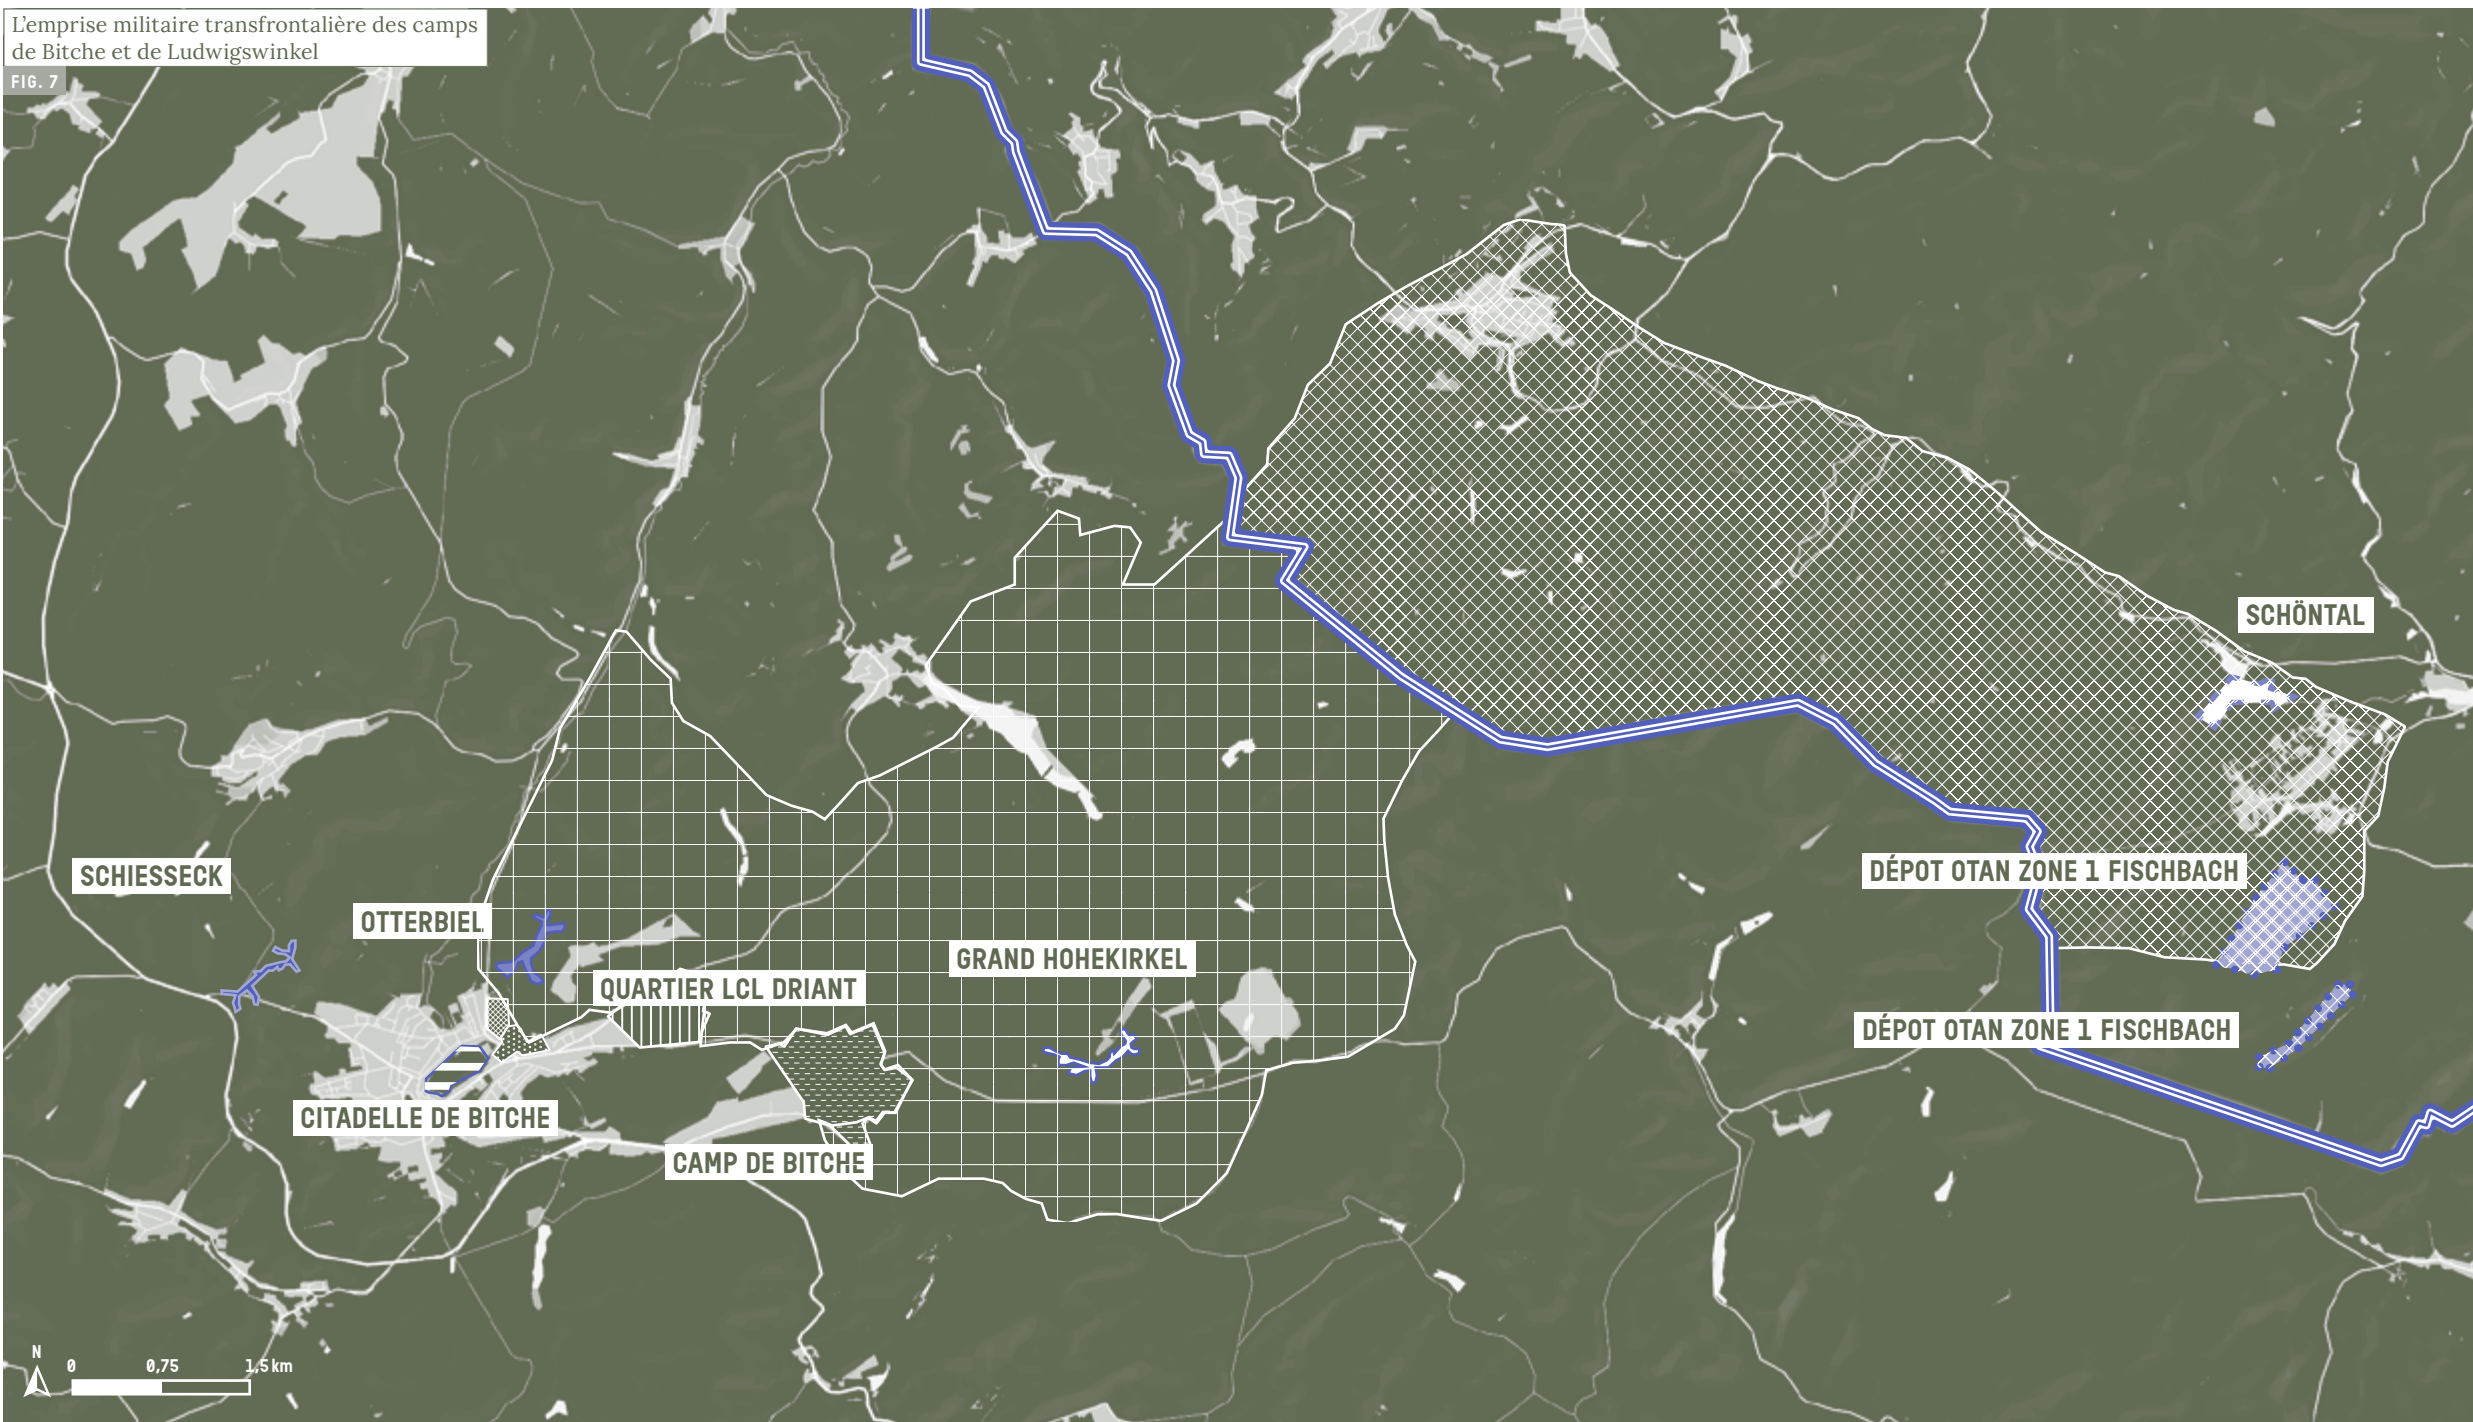 L'emprise militaire transfrontalière des camps
de Bitche et de Ludwigswinkel
FIG. 7
SCHÖNTAL
DÉPOT OTAN ZONE 1 FISCHBACH
SCHIESSECK
OTTERBIEL
GRAND HOHEKIRKEL
QUARTIER LCL DRIANT
DÉPOT OTAN ZONE 1 FISCHBACH
CITADELLE DE BITCHE
CAMP DE BITCHE
N
0 0,75 1,5 km